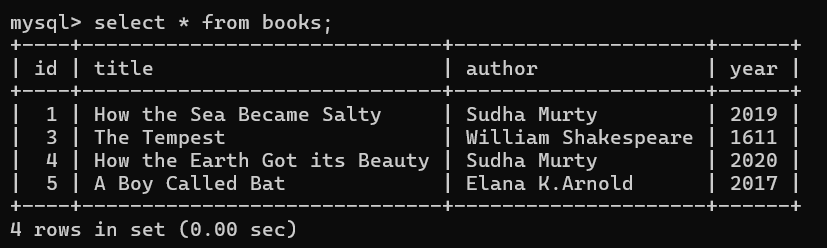 mysql> select * from books;
+----+------------------------------+--------------------+------+
| id | title                        | author              | year |
+----+------------------------------+--------------------+------+
|  1 | How the Sea Became Salty     | Sudha Murty         | 2019 |
|  3 | The Tempest                  | William Shakespeare | 1611 |
|  4 | How the Earth Got its Beauty | Sudha Murty         | 2020 |
|  5 | A Boy Called Bat             | Elana K.Arnold      | 2017 |
+----+------------------------------+--------------------+------+
4 rows in set (0.00 sec)